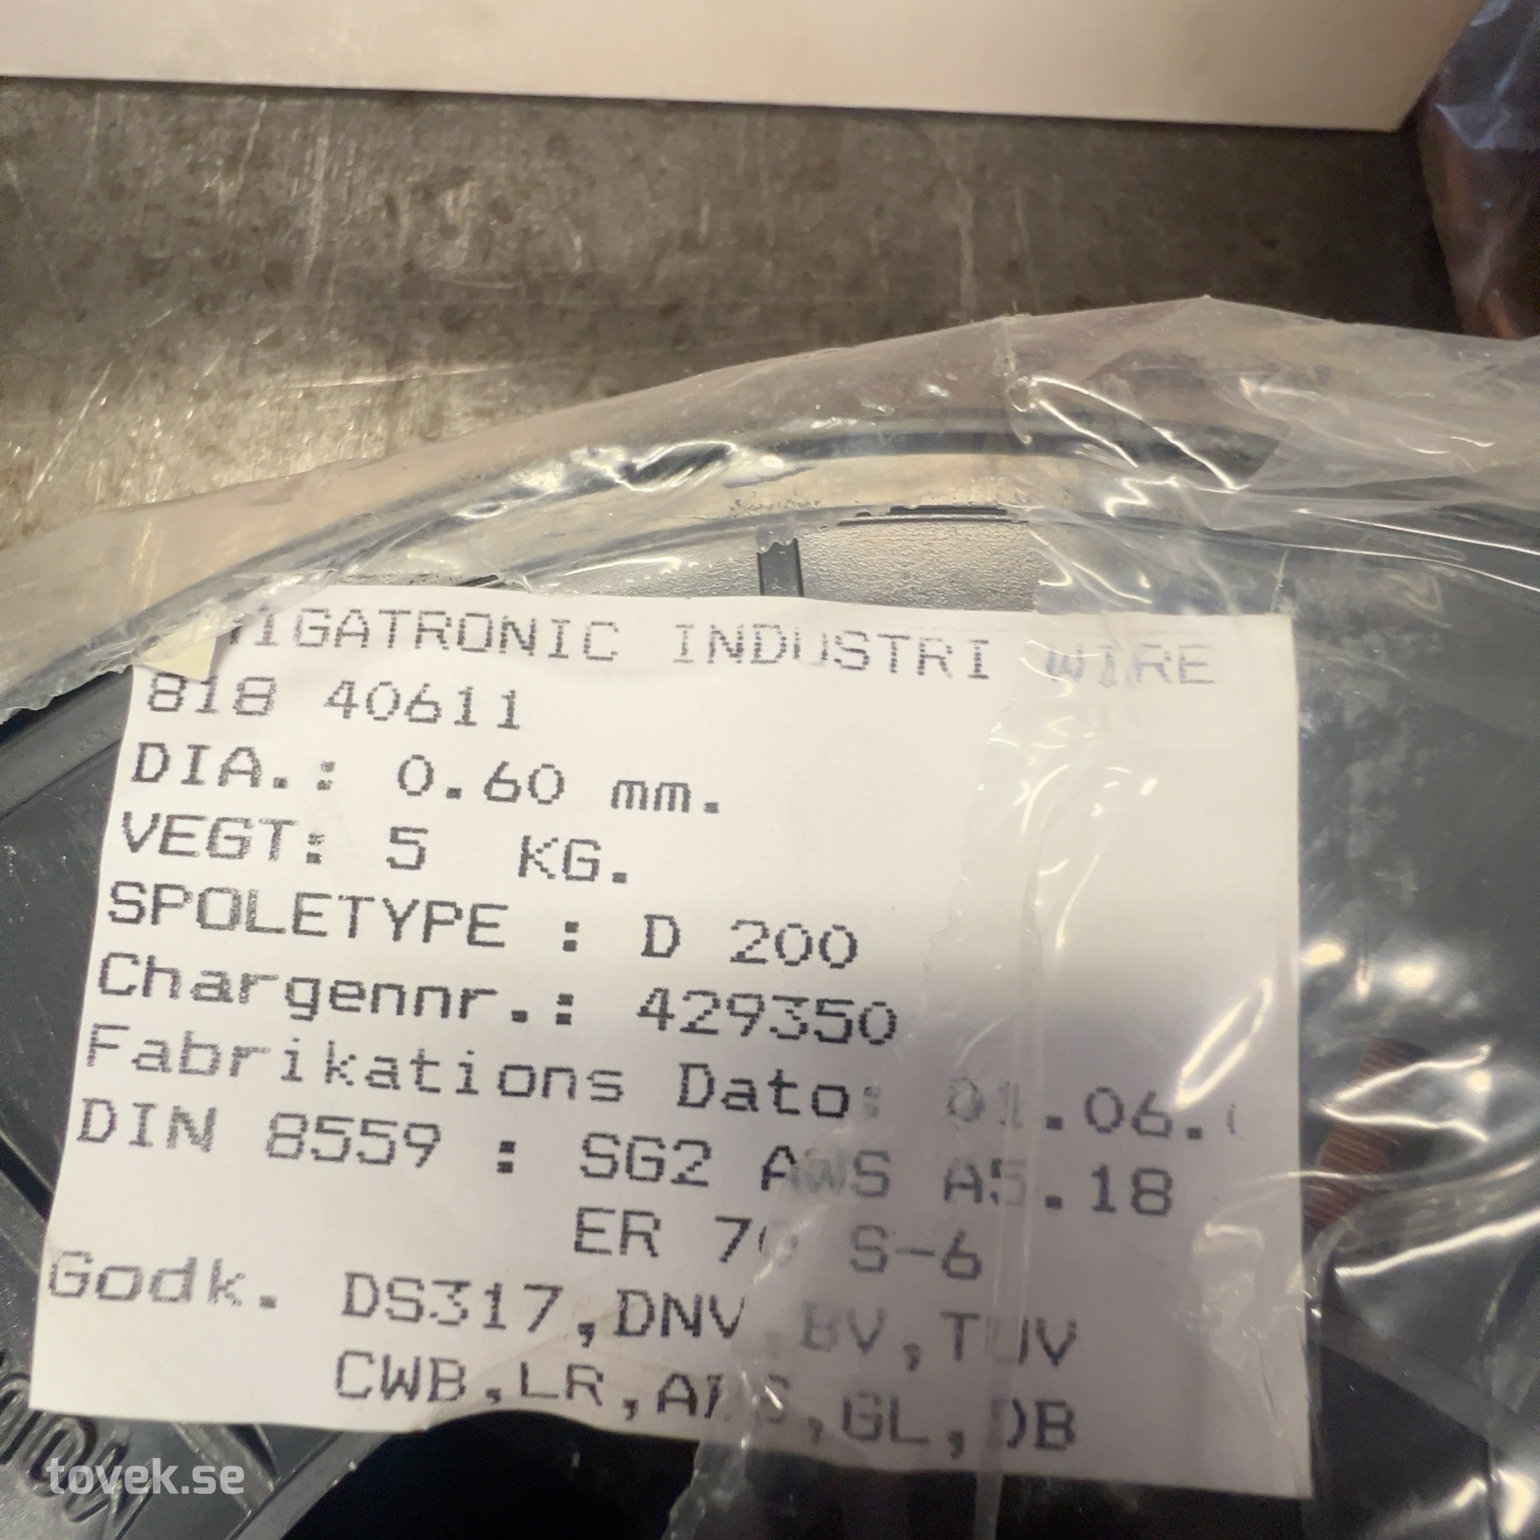 MIGATRONIC INDUSTRI WIRE
818 40611
DIA.: 0.60 mm.
VEGT: 5 KG.
SPOLETYPE : D 200
Chargennr.: 429350
Fabrikations Dato: 01.06.
DIN 8559 : SG2 AWS A5.18
ER 70 S-6
Godk. DS317,DNV,BV,TUV
CWB,LR,ABS,GL,DB
tovek.se